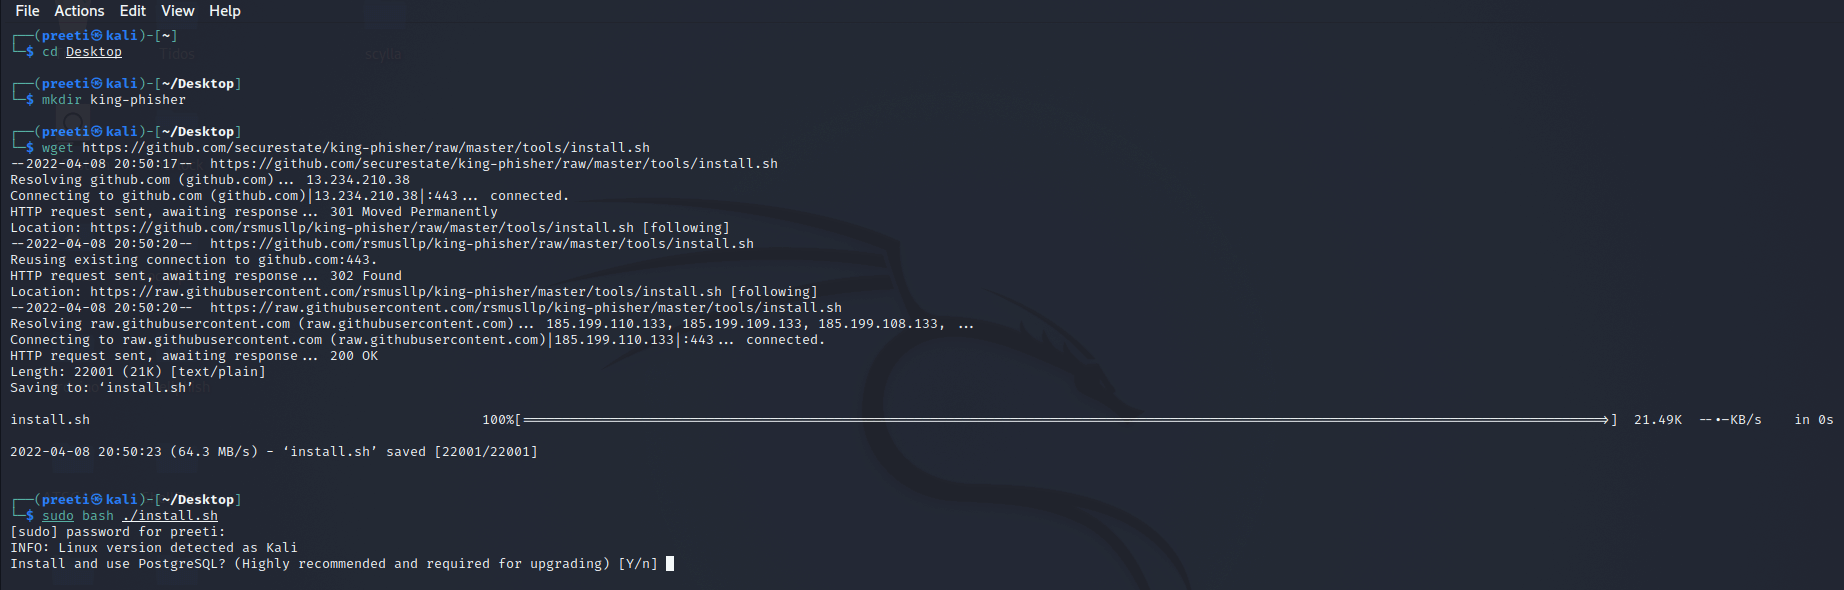 File Actions Edit View Help
┌──(preeti㉿kali)-[~]
└─$ cd Desktop
┌──(preeti㉿kali)-[~/Desktop]
└─$ mkdir king-phisher
┌──(preeti㉿kali)-[~/Desktop]
└─$ wget https://github.com/securestate/king-phisher/raw/master/tools/install.sh
--2022-04-08 20:50:17--  https://github.com/securestate/king-phisher/raw/master/tools/install.sh
Resolving github.com (github.com)... 13.234.210.38
Connecting to github.com (github.com)|13.234.210.38|:443... connected.
HTTP request sent, awaiting response... 301 Moved Permanently
Location: https://github.com/rsmusllp/king-phisher/raw/master/tools/install.sh [following]
--2022-04-08 20:50:20--  https://github.com/rsmusllp/king-phisher/raw/master/tools/install.sh
Reusing existing connection to github.com:443.
HTTP request sent, awaiting response... 302 Found
Location: https://raw.githubusercontent.com/rsmusllp/king-phisher/master/tools/install.sh [following]
--2022-04-08 20:50:20--  https://raw.githubusercontent.com/rsmusllp/king-phisher/master/tools/install.sh
Resolving raw.githubusercontent.com (raw.githubusercontent.com)... 185.199.110.133, 185.199.109.133, 185.199.108.133, ...
Connecting to raw.githubusercontent.com (raw.githubusercontent.com)|185.199.110.133|:443... connected.
HTTP request sent, awaiting response... 200 OK
Length: 22001 (21K) [text/plain]
Saving to: ‘install.sh’
install.sh 100%[===================>] 21.49K --.-KB/s in 0s
2022-04-08 20:50:23 (64.3 MB/s) - ‘install.sh’ saved [22001/22001]
┌──(preeti㉿kali)-[~/Desktop]
└─$ sudo bash ./install.sh
[sudo] password for preeti:
INFO: Linux version detected as Kali
Install and use PostgreSQL? (Highly recommended and required for upgrading) [Y/n]